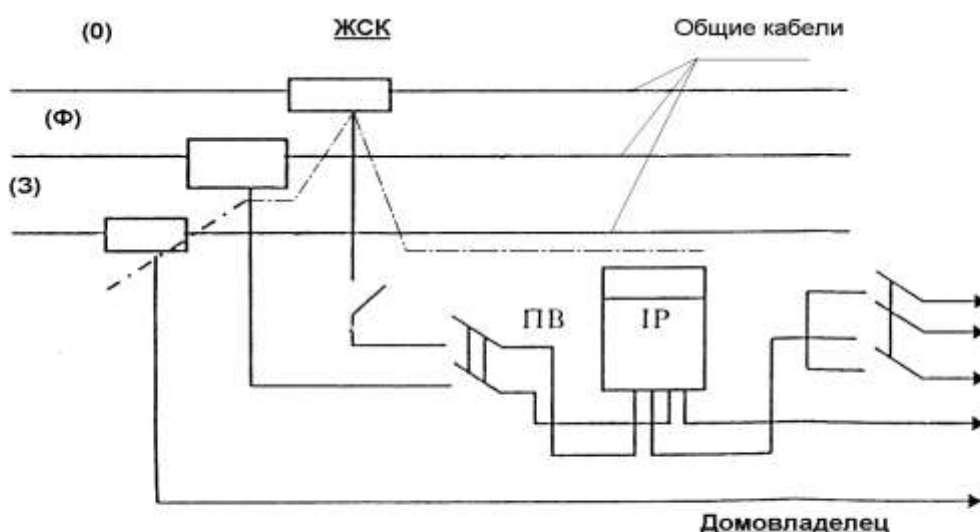 (0)
ЖСК
Общие кабели
(Ф)
(З)
ПВ
IP
Домовладелец